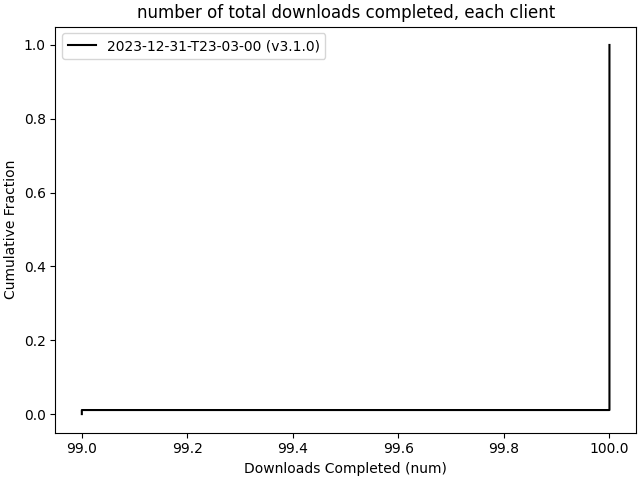 number of total downloads completed, each client
2023-12-31-T23-03-00 (v3.1.0)
Cumulative Fraction
1.0
0.8
0.6
0.4
0.2
0.0
99.0 99.2 99.4 99.6 99.8 100.0
Downloads Completed (num)